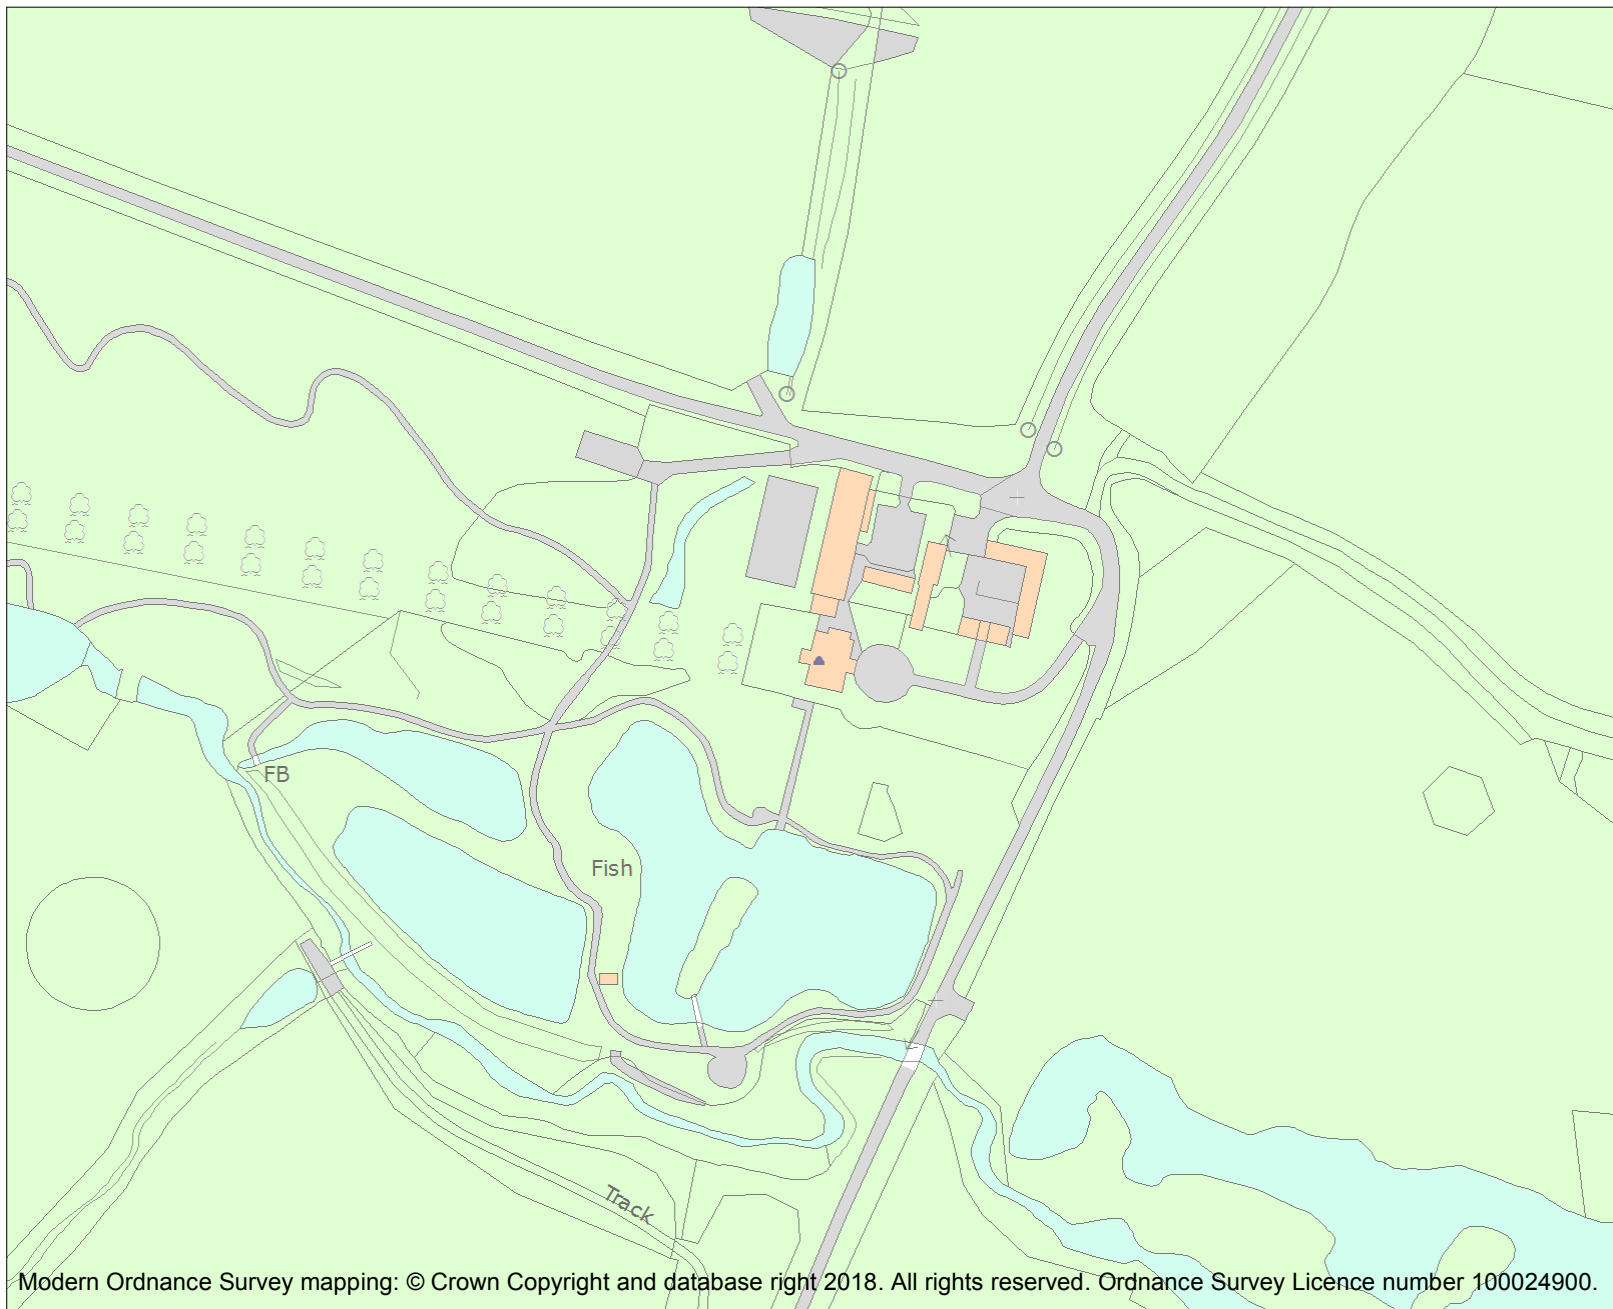 FB
Fish
Track
Modern Ordnance Survey mapping: © Crown Copyright and database right 2018. All rights reserved. Ordnance Survey Licence number 100024900.